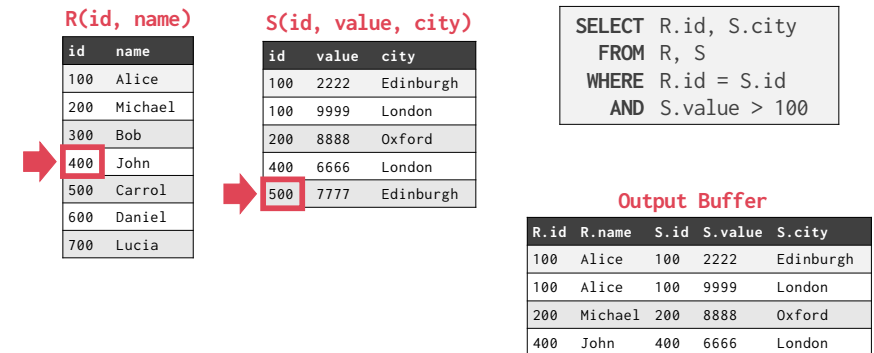 R(id, name)
id name
100 Alice
200 Michael
300 Bob
400 John
500 Carrol
600 Daniel
700 Lucia
S(id, value, city)
id value city
100 2222 Edinburgh
100 9999 London
200 8888 Oxford
400 6666 London
500 7777 Edinburgh
SELECT R.id, S.city
FROM R, S
WHERE R.id = S.id
AND S.value > 100
Output Buffer
R.id R.name S.id S.value S.city
100 Alice 100 2222 Edinburgh
100 Alice 100 9999 London
200 Michael 200 8888 Oxford
400 John 400 6666 London